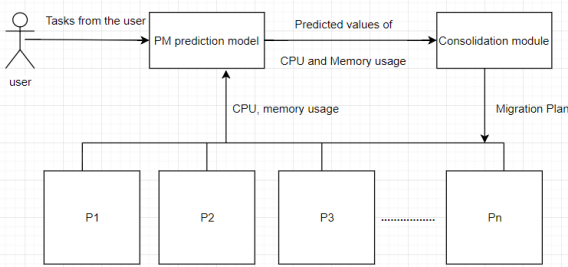 Tasks from the user
PM prediction model
Predicted values of
CPU and Memory usage
Consolidation module
user
CPU, memory usage
Migration Plan
P1
P2
P3
.................
Pn